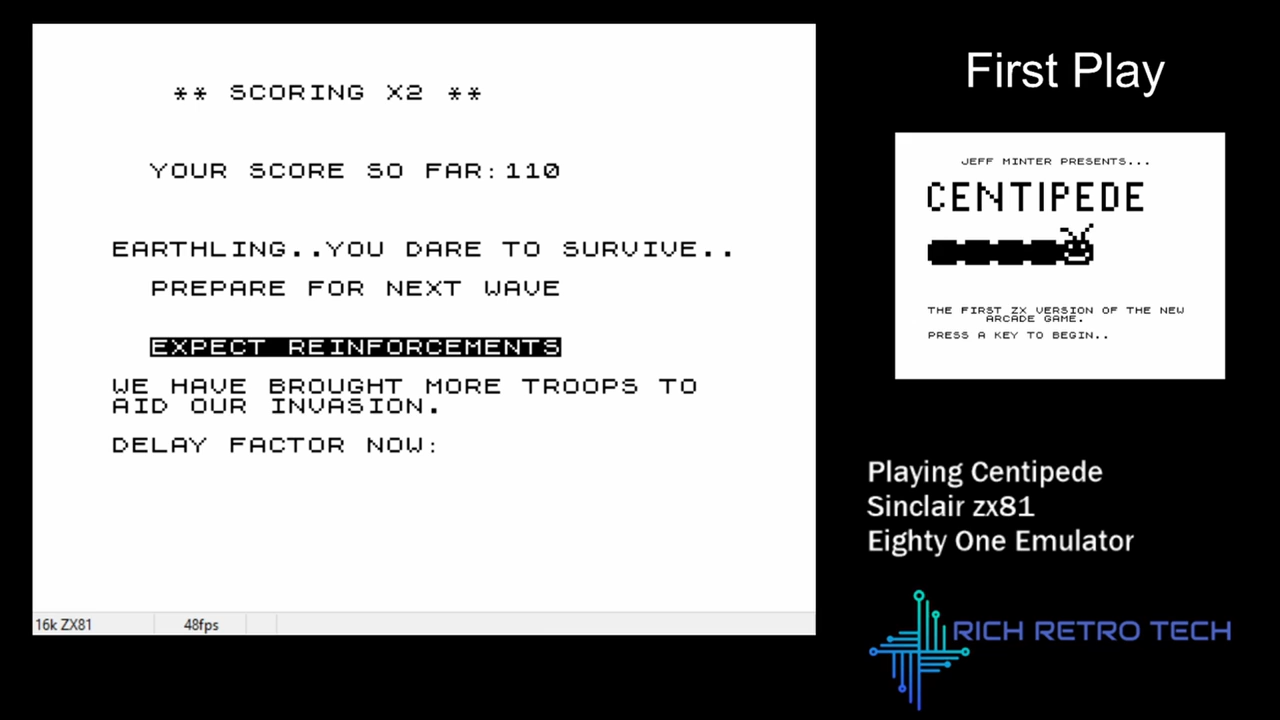 ** SCORING X2 **
YOUR SCORE SO FAR:110
EARTHLING..YOU DARE TO SURVIVE..
PREPARE FOR NEXT WAVE
EXPECT REINFORCEMENTS
WE HAVE BROUGHT MORE TROOPS TO
AID OUR INVASION.
DELAY FACTOR NOW:
16k ZX81
48fps
First Play
JEFF MINTER PRESENTS...
CENTIPEDE
THE FIRST ZX VERSION OF THE NEW
ARCADE GAME.
PRESS A KEY TO BEGIN..
Playing Centipede
Sinclair zx81
Eighty One Emulator
RICH RETRO TECH